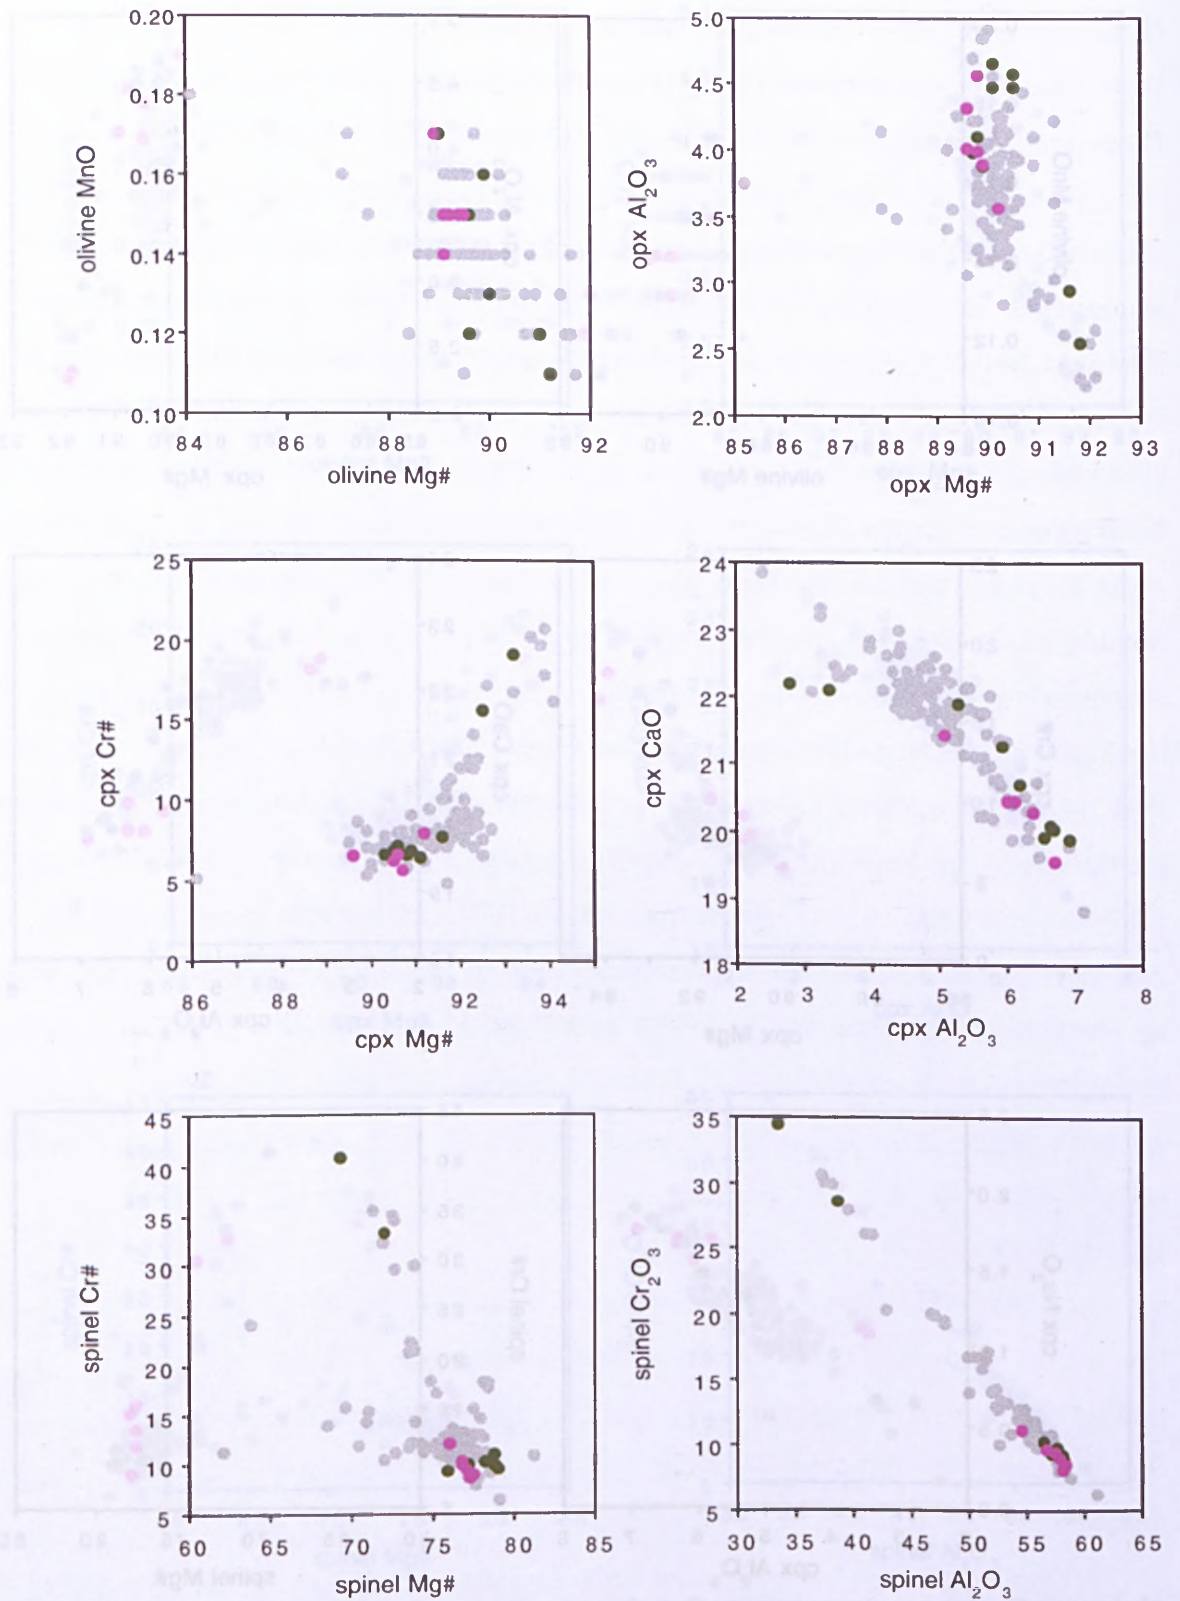 0.20
0.18
0.16
0.14
0.12
0.10
olivine MnO
84 86 88 90 92
olivine Mg#
5.0
4.5
4.0
3.5
3.0
2.5
2.0
opx Al₂O₃
85 86 87 88 89 90 91 92 93
opx Mg#
25
20
15
10
5
0
cpx Cr#
86 88 90 92 94
cpx Mg#
24
23
22
21
20
19
18
cpx CaO
2 3 4 5 6 7 8
cpx Al₂O₃
45
40
35
30
25
20
15
10
5
spinel Cr#
60 65 70 75 80 85
spinel Mg#
35
30
25
20
15
10
5
spinel Cr₂O₃
30 35 40 45 50 55 60 65
spinel Al₂O₃